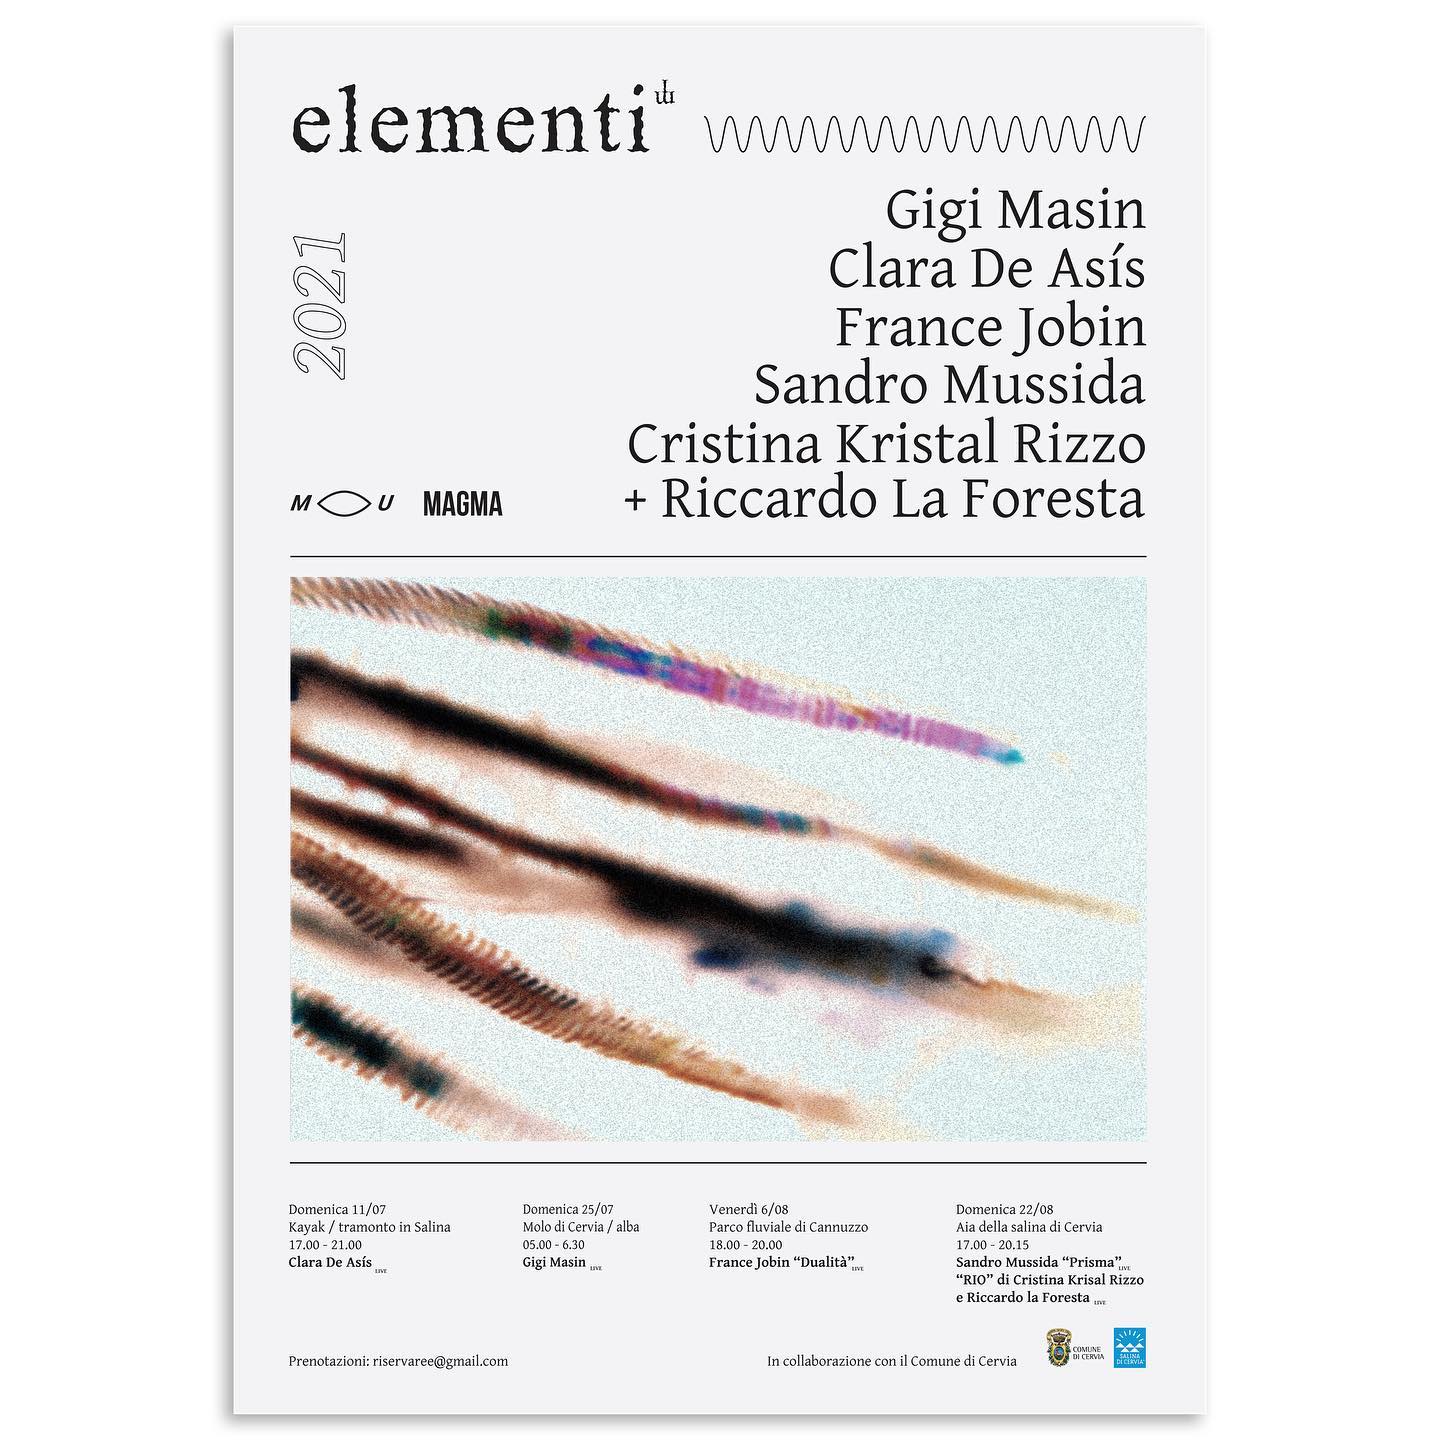 elementi
2021
Gigi Masin
Clara De Asís
France Jobin
Sandro Mussida
Cristina Kristal Rizzo
+ Riccardo La Foresta
M U MAGMA
Domenica 11/07
Kayak / tramonto in Salina
17.00 - 21.00
Clara De Asís LIVE
Domenica 25/07
Molo di Cervia / alba
05.00 - 6.30
Gigi Masin LIVE
Venerdì 6/08
Parco fluviale di Cannuzzo
18.00 - 20.00
France Jobin “Dualità” LIVE
Domenica 22/08
Aia della salina di Cervia
17.00 - 20.15
Sandro Mussida “Prisma” LIVE
“RIO” di Cristina Krisal Rizzo
e Riccardo la Foresta LIVE
Prenotazioni: riservaree@gmail.com
In collaborazione con il Comune di Cervia
COMUNE
DI CERVIA
SALINA
DI CERVIA